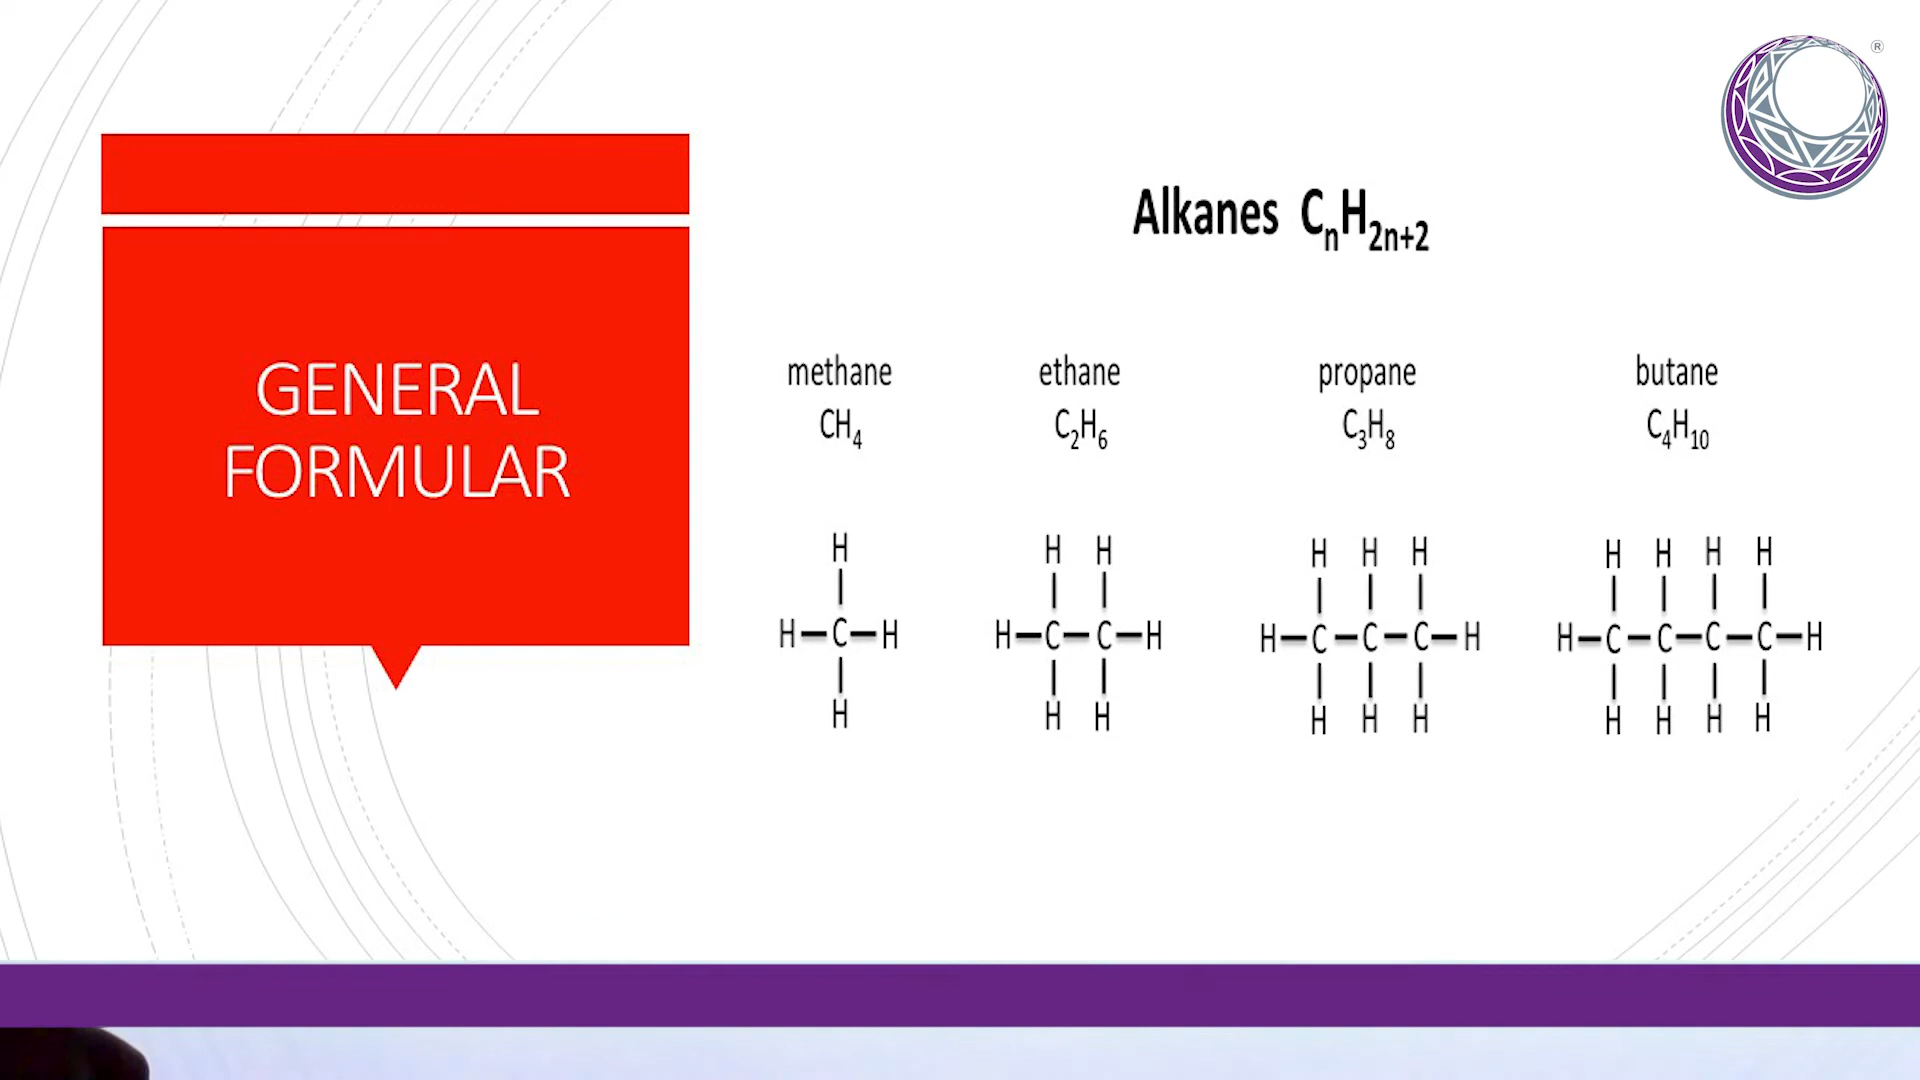 GENERAL
FORMULAR
Alkanes CnH2n+2
methane ethane propane butane
CH4 C2H6 C3H8 C4H10
H H H H H H H H H H
H–C–H H–C–C–H H–C–C–C–H H–C–C–C–C–H
H H H H H H H H H H
®